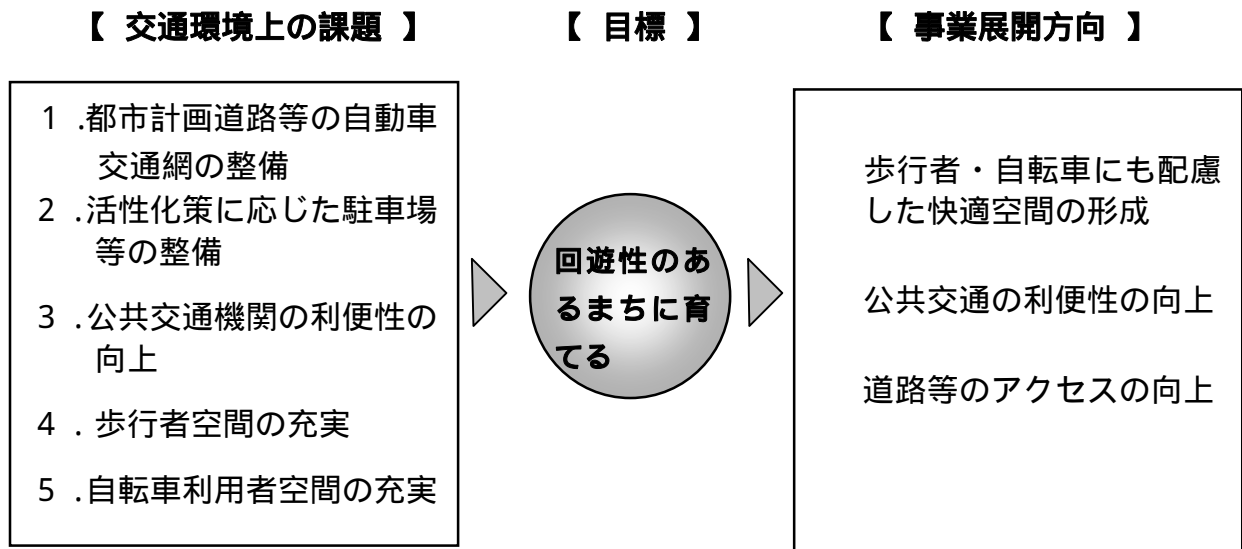 【 交通環境上の課題 】
【 目標 】
【 事業展開方向 】
1 .都市計画道路等の自動車
交通網の整備
2 .活性化策に応じた駐車場
等の整備
3 .公共交通機関の利便性の
向上
4 . 歩行者空間の充実
5 .自転車利用者空間の充実
回遊性のあ
るまちに育
てる
歩行者・自転車にも配慮
した快適空間の形成
公共交通の利便性の向上
道路等のアクセスの向上